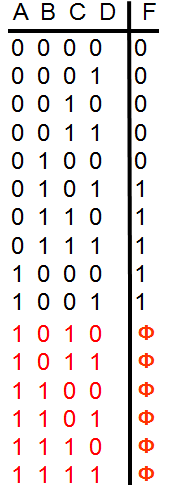 A B C D F
0 0 0 0 0
0 0 0 1 0
0 0 1 0 0
0 0 1 1 0
0 1 0 0 0
0 1 0 1 1
0 1 1 0 1
0 1 1 1 1
1 0 0 0 1
1 0 0 1 1
1 0 1 0 Φ
1 0 1 1 Φ
1 1 0 0 Φ
1 1 0 1 Φ
1 1 1 0 Φ
1 1 1 1 Φ